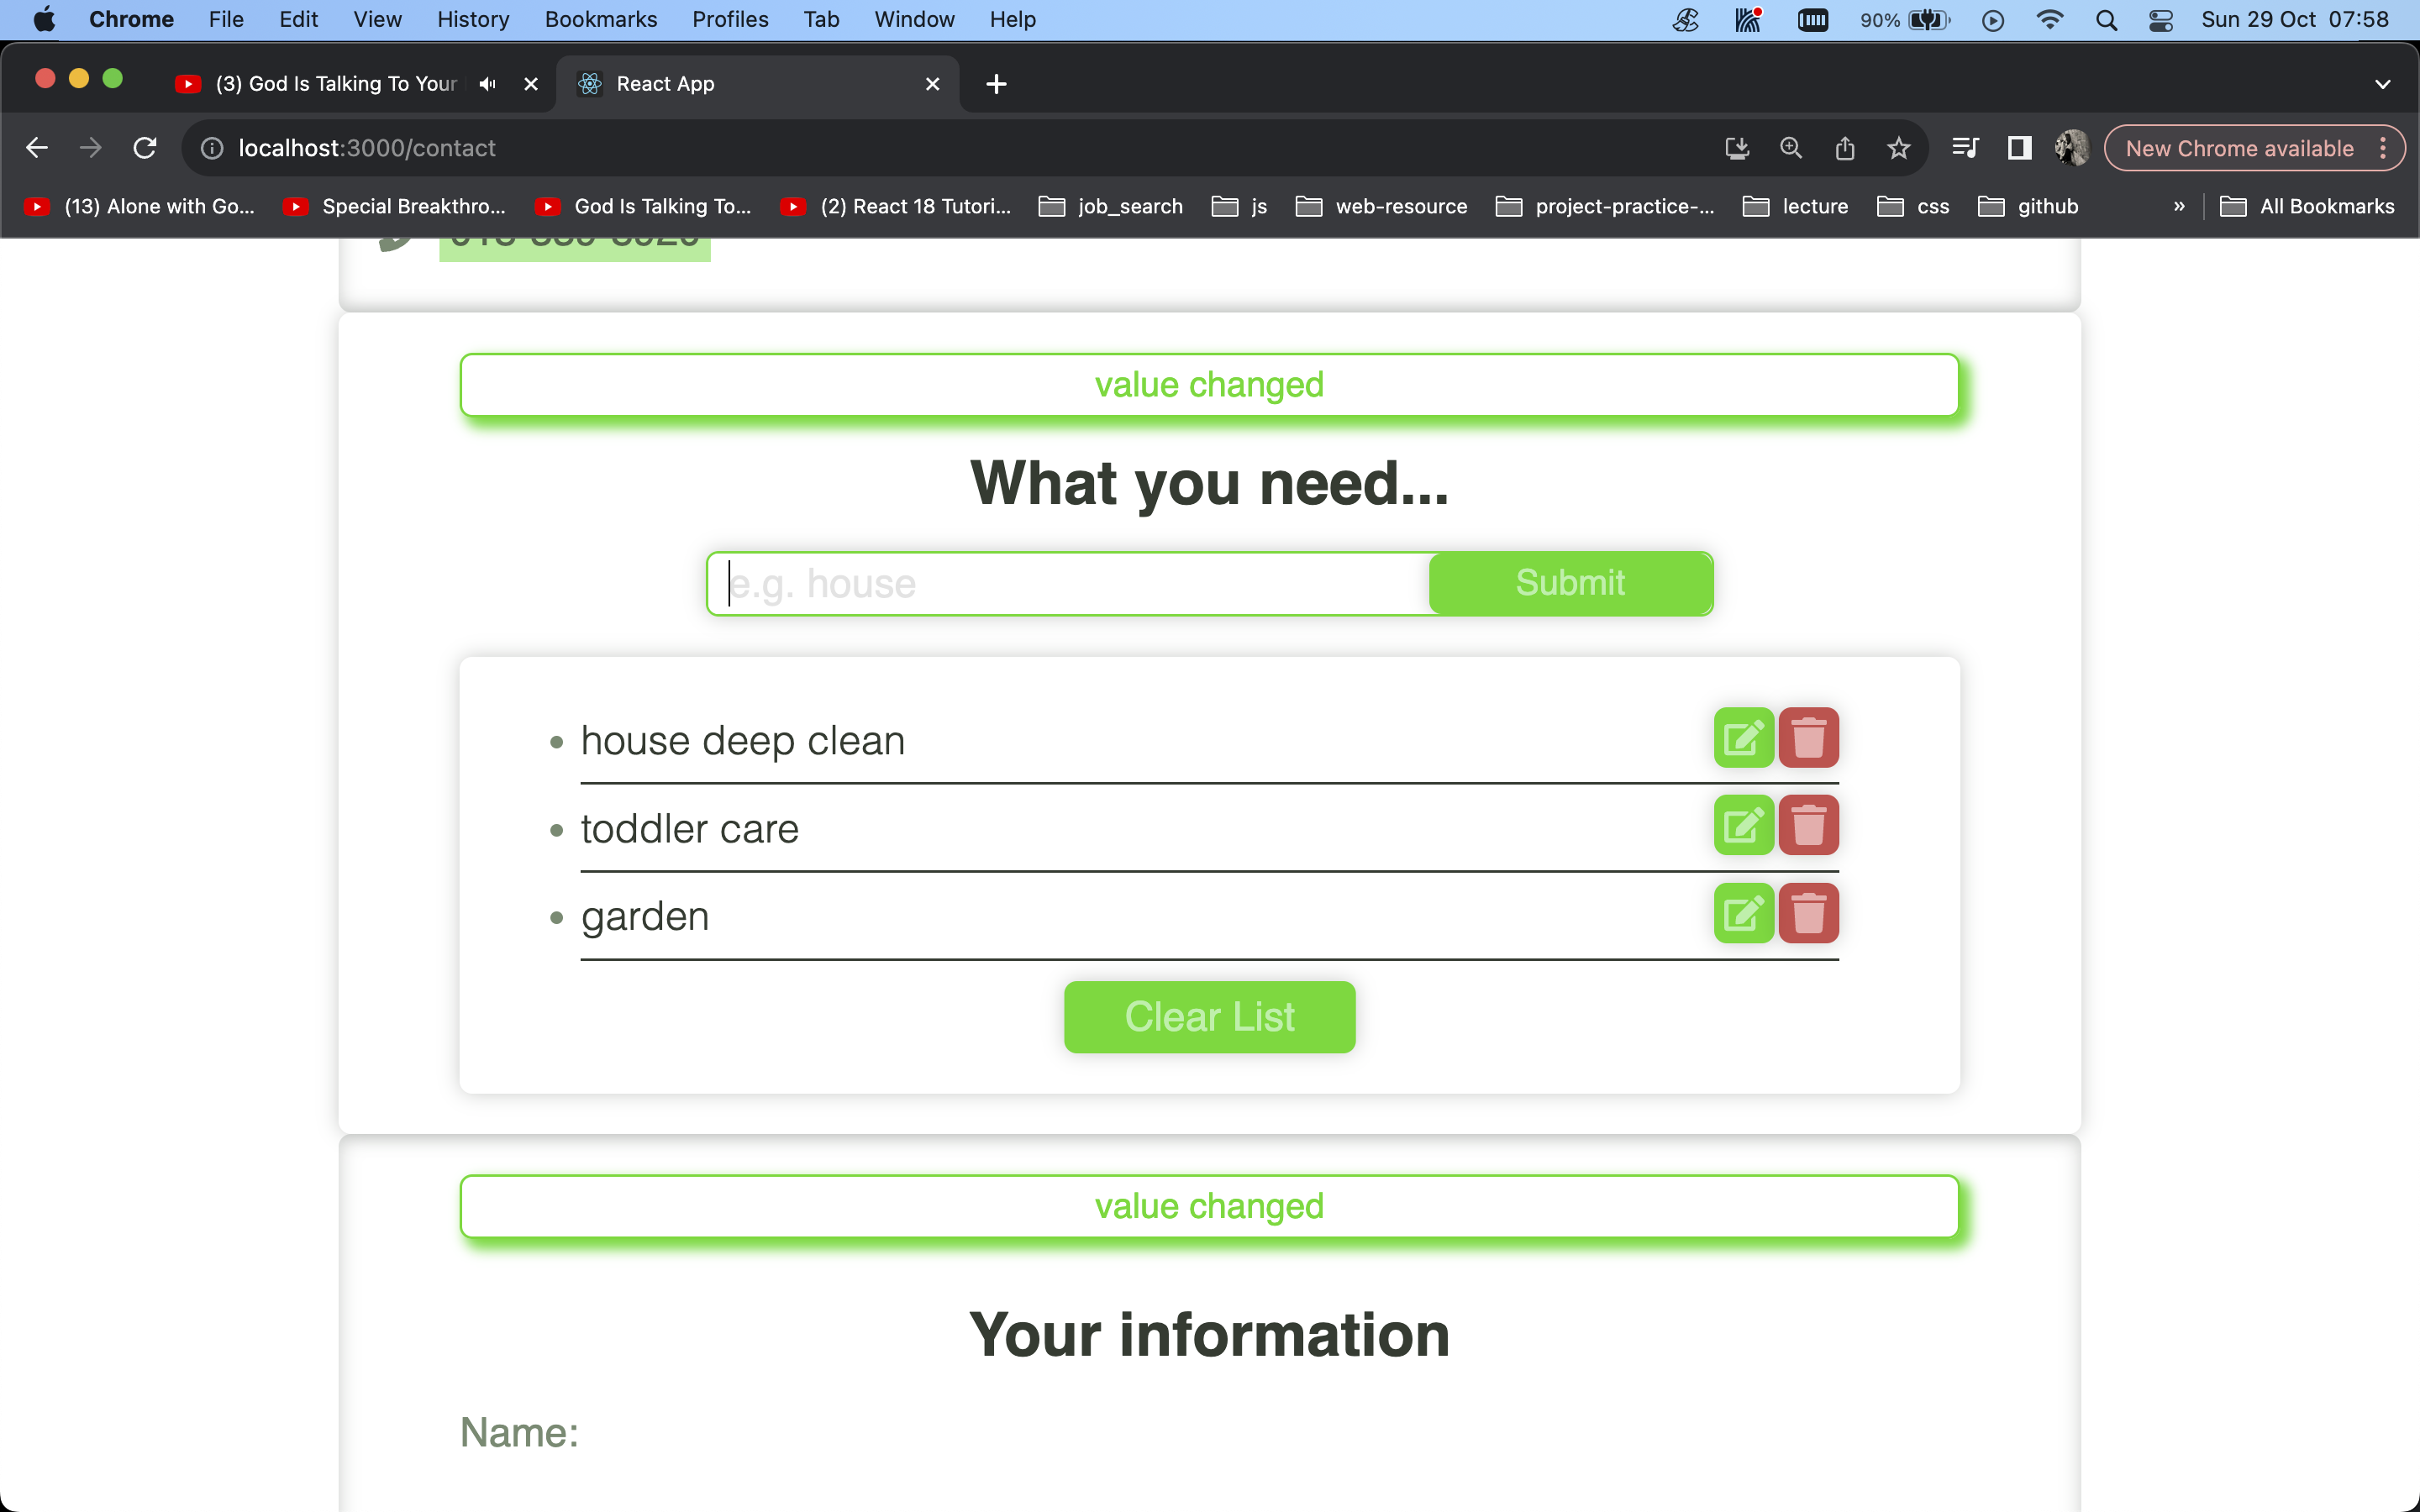 Chrome File Edit View History Bookmarks Profiles Tab Window Help 90% Sun 29 Oct 07:58
(3) God Is Talking To Your React App
localhost:3000/contact New Chrome available
(13) Alone with Go... Special Breakthro... God Is Talking To... (2) React 18 Tutori... job_search js web-resource project-practice-... lecture css github » All Bookmarks
value changed
What you need...
e.g. house Submit
house deep clean
toddler care
garden
Clear List
value changed
Your information
Name: